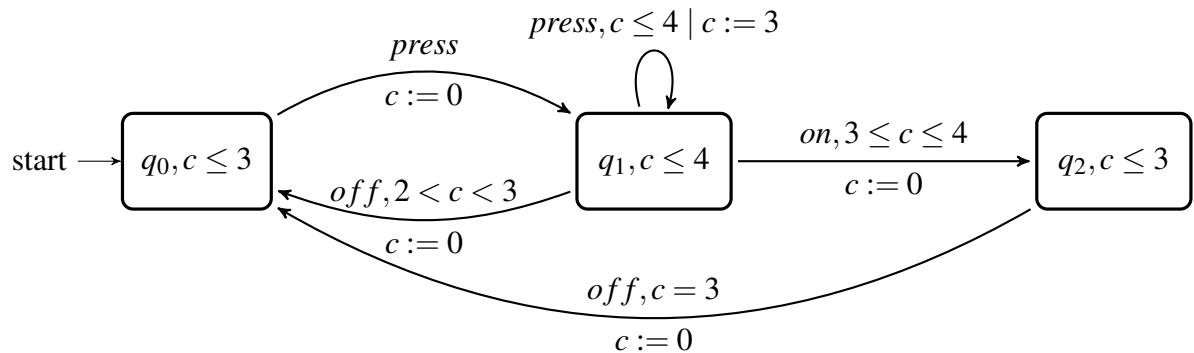 press, c ≤ 4 | c := 3
press
c := 0
start
q₀, c ≤ 3
q₁, c ≤ 4
on, 3 ≤ c ≤ 4
c := 0
q₂, c ≤ 3
off, 2 < c < 3
c := 0
off, c = 3
c := 0